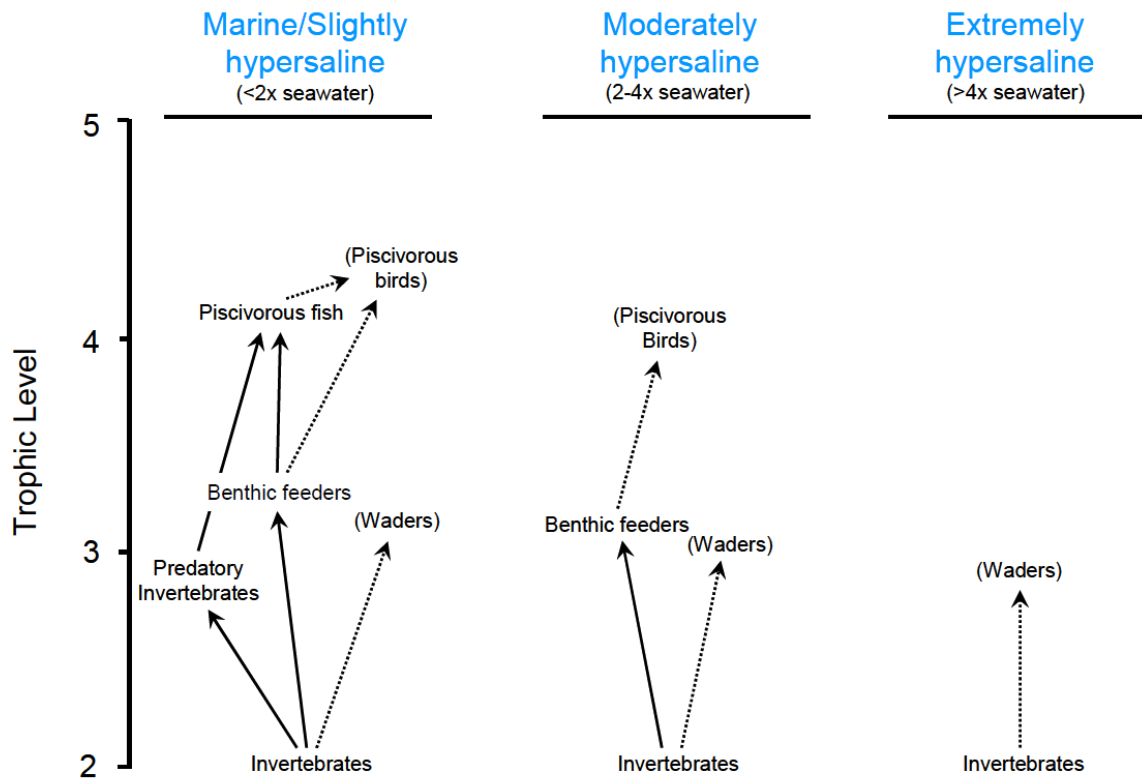 Marine/Slightly
hypersaline
(<2x seawater)
Moderately
hypersaline
(2-4x seawater)
Extremely
hypersaline
(>4x seawater)
Trophic Level
5
4
3
2
(Piscivorous
birds)
Piscivorous fish
Benthic feeders
(Waders)
Predatory
Invertebrates
Invertebrates
(Piscivorous
Birds)
Benthic feeders
(Waders)
Invertebrates
(Waders)
Invertebrates